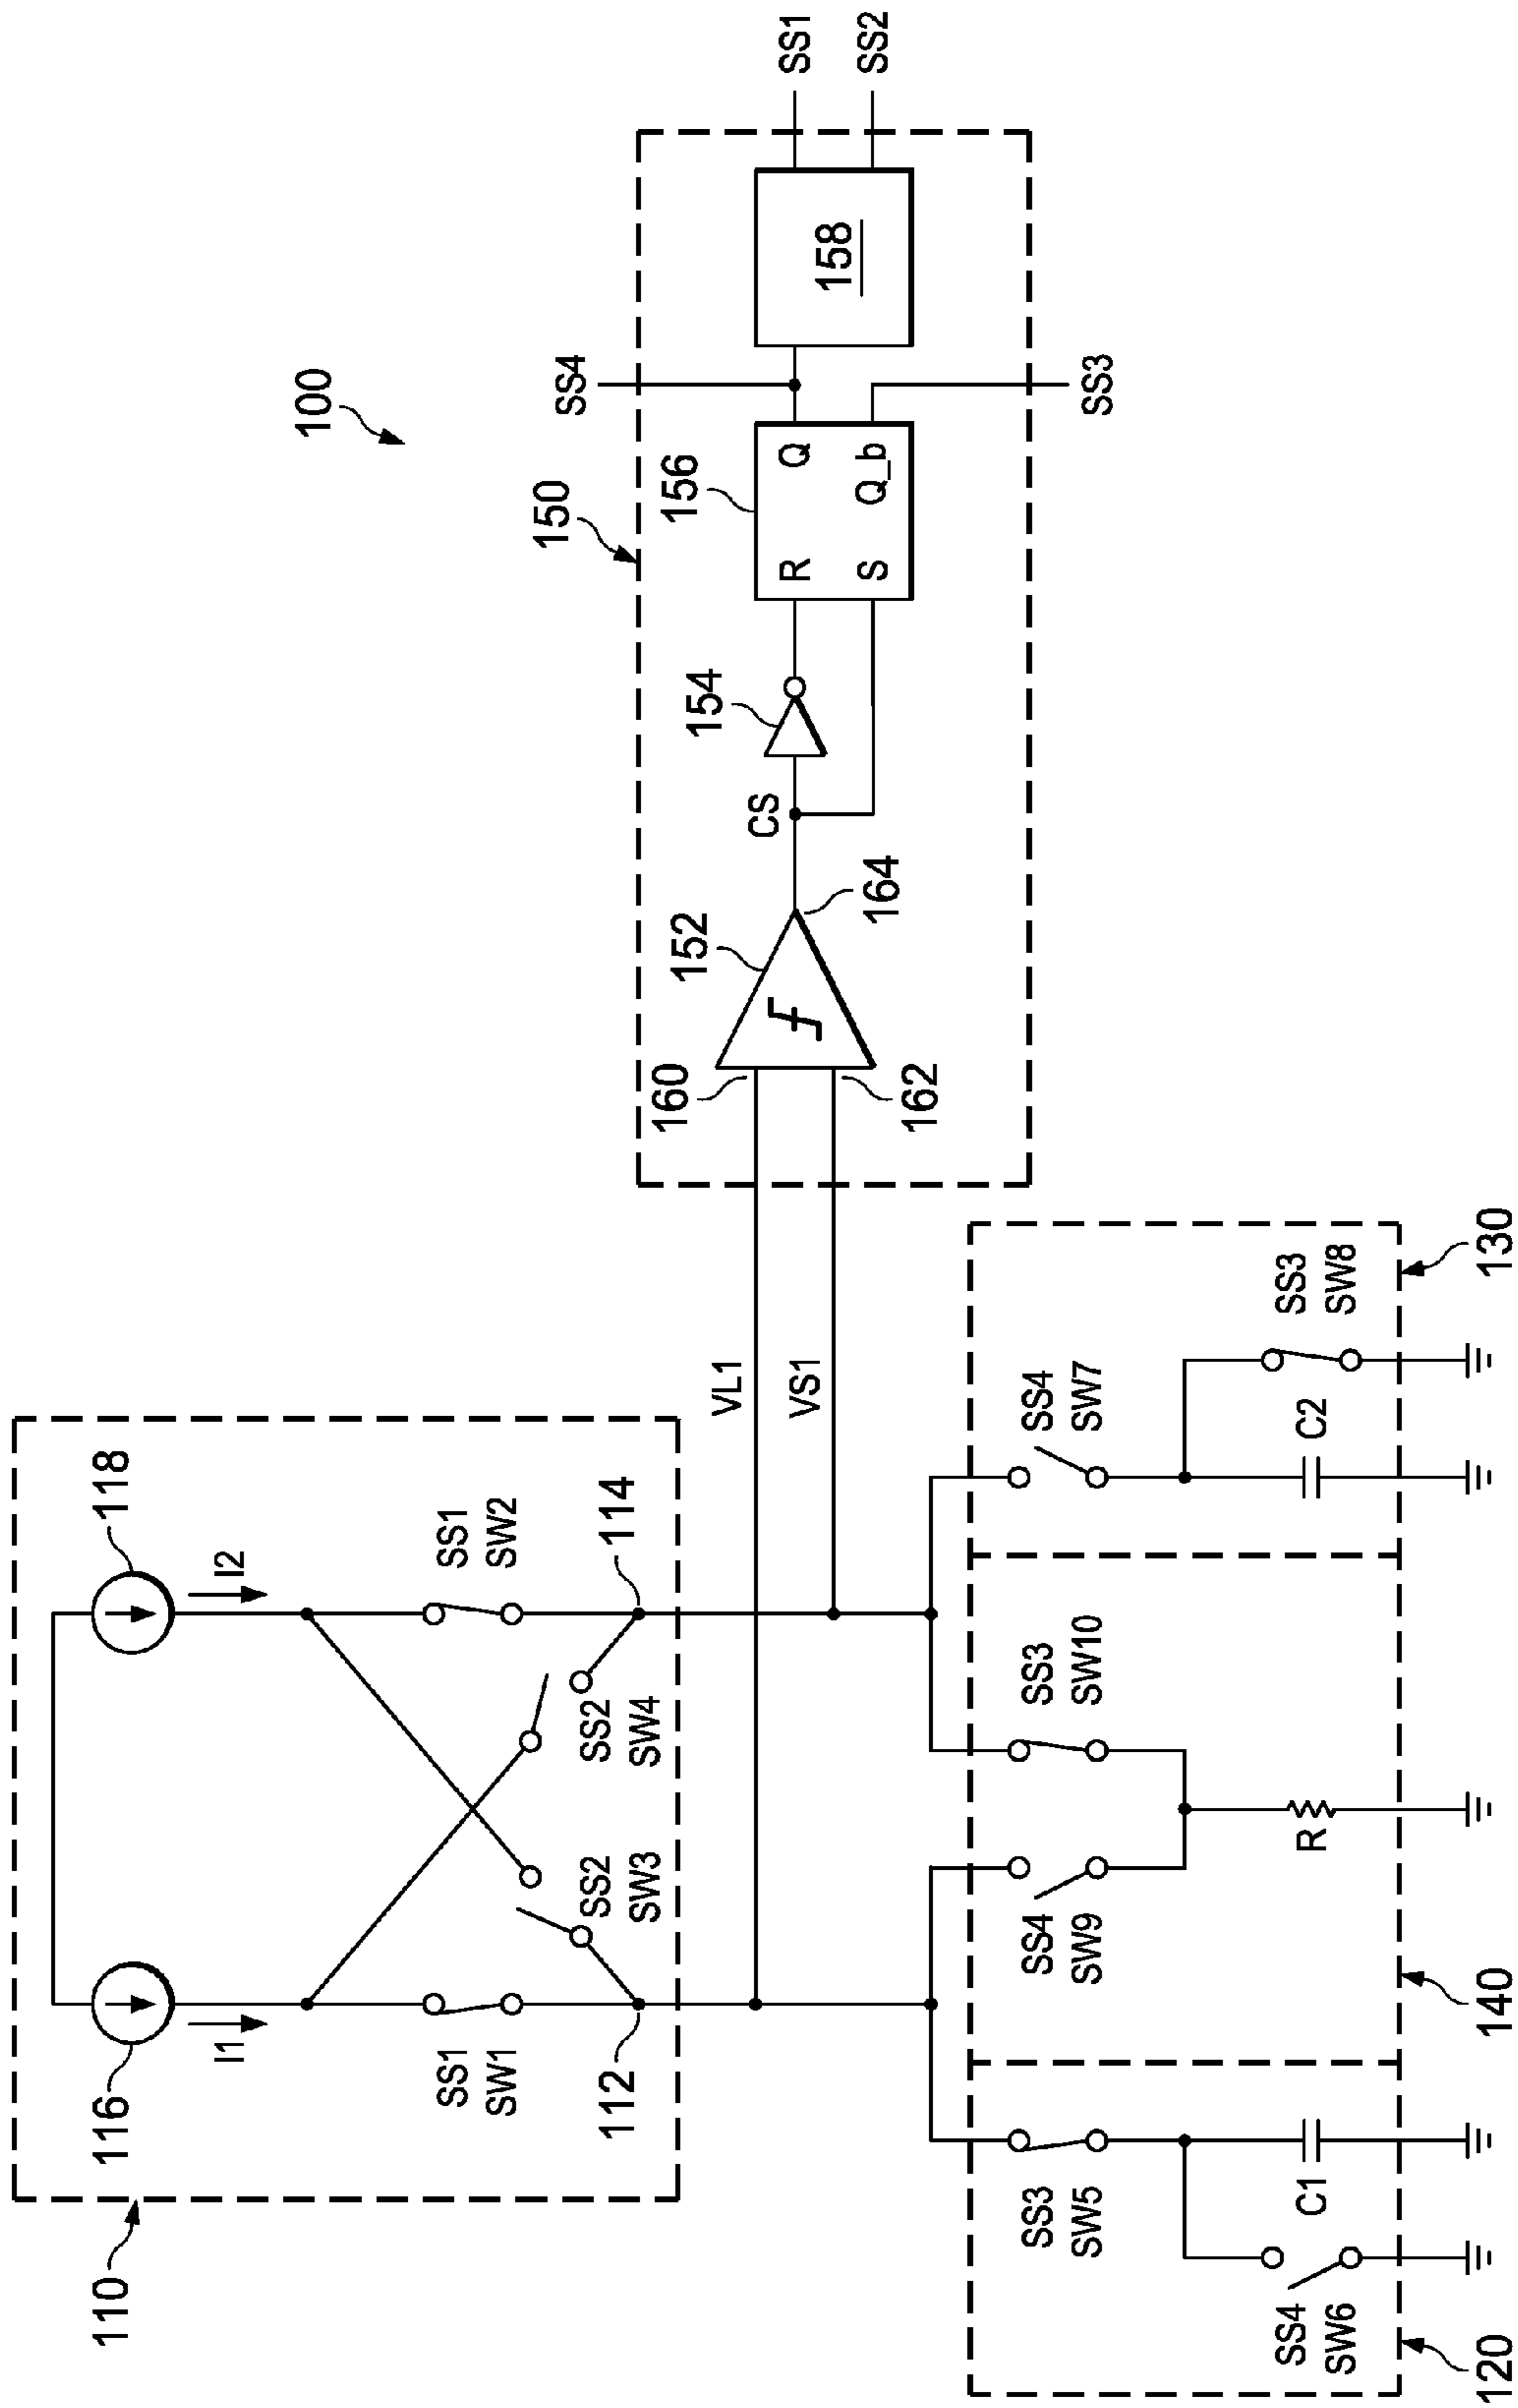 100
110
116
118
I1
I2
SS1
SW1
SS1
SW2
SS2
SW3
SS2
SW4
112
114
VL1
VS1
150
160
162
152
164
CS
154
156
R
Q
S
Q_b
SS4
SS3
158
SS1
SS2
SS3
SW5
SS4
SW6
C1
120
SS4
SW9
SS3
SW10
R
140
SS4
SW7
C2
SS3
SW8
130